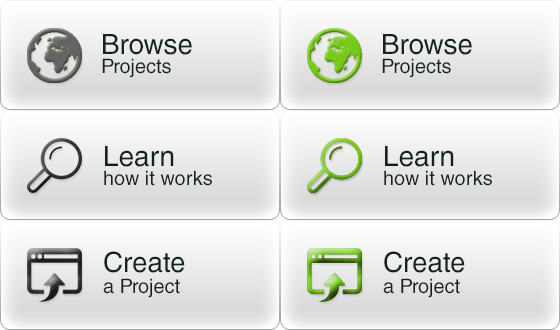 Browse
Projects
Browse
Projects
Learn
how it works
Learn
how it works
Create
a Project
Create
a Project